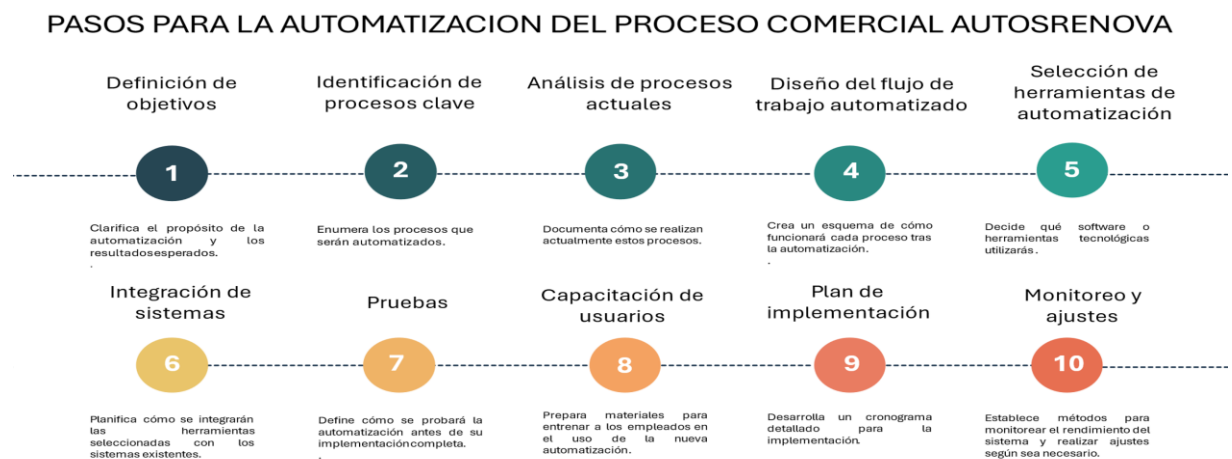 PASOS PARA LA AUTOMATIZACION DEL PROCESO COMERCIAL AUTOSRENOVA
Definición de
objetivos
Identificación de
procesos clave
Análisis de procesos
actuales
Diseño del flujo de
trabajo automatizado
Selección de
herramientas de
automatización
1
2
3
4
5
Clarifica el propósito de la
automatización y los
resultados esperados.
.
Enumera los procesos que
serán automatizados.
Documenta cómo se realizan
actualmente estos procesos.
Crea un esquema de cómo
funcionará cada proceso tras
la automatización.
.
Decide qué software o
herramientas tecnológicas
utilizarás.
Integración de
sistemas
Pruebas
Capacitación de
usuarios
Plan de
implementación
Monitoreo y
ajustes
6
7
8
9
10
Planifica cómo se integrarán
las herramientas
seleccionadas con los
sistemas existentes.
Define cómo se probará la
automatización antes de su
implementación completa.
.
Prepara materiales para
entrenar a los empleados en
el uso de la nueva
automatización.
Desarrolla un cronograma
detallado para la
implementación.
Establece métodos para
monitorear el rendimiento del
sistema y realizar ajustes
según sea necesario.